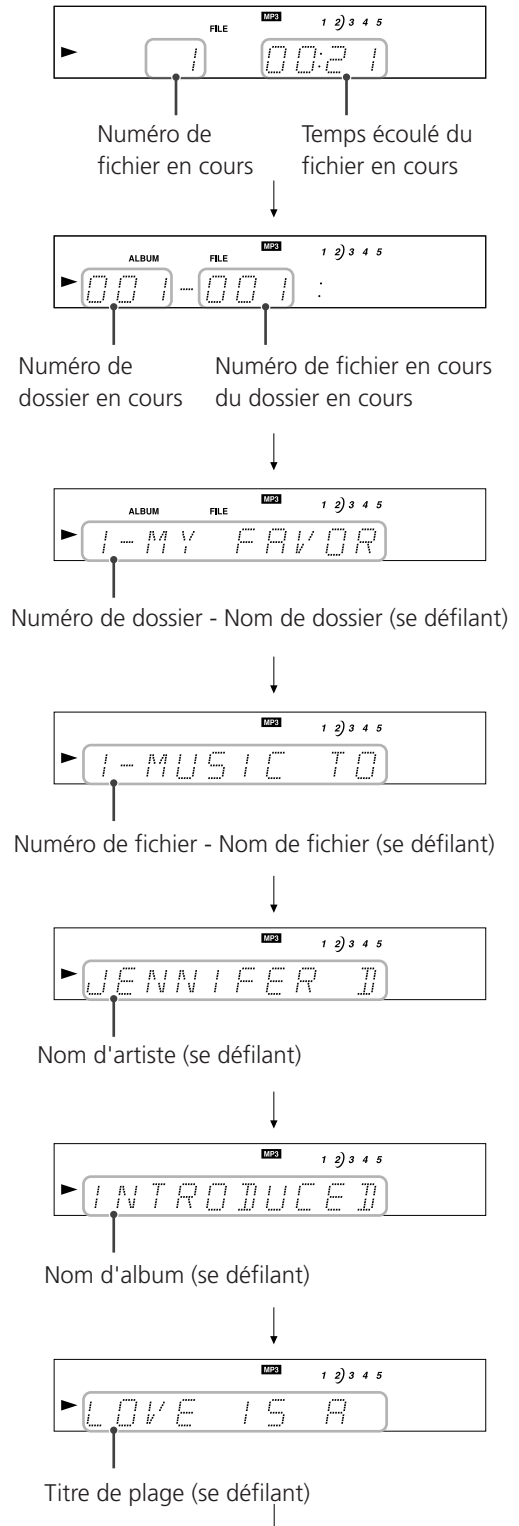 FILE MP3 1 2) 3 4 5
1 00:21
Numéro de
fichier en cours
Temps écoulé du
fichier en cours
ALBUM FILE MP3 1 2) 3 4 5
001-001 :
Numéro de
dossier en cours
Numéro de fichier en cours
du dossier en cours
ALBUM FILE MP3 1 2) 3 4 5
1-MY FAVOR
Numéro de dossier - Nom de dossier (se défilant)
MP3 1 2) 3 4 5
1-MUSIC TO
Numéro de fichier - Nom de fichier (se défilant)
MP3 1 2) 3 4 5
JENNIFER D
Nom d'artiste (se défilant)
MP3 1 2) 3 4 5
INTRODUCED
Nom d'album (se défilant)
MP3 1 2) 3 4 5
LOVE IS A
Titre de plage (se défilant)